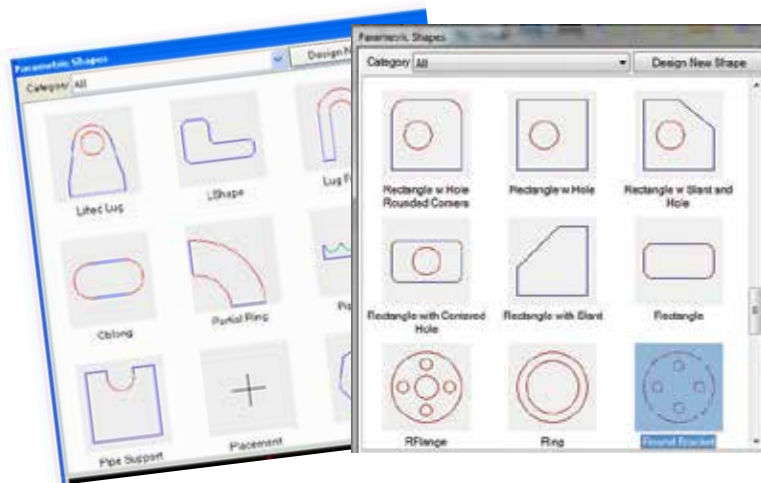 Parametric Shapes
Category All
Design Ne
Lifted Lug
LShape
Lug
Oblong
Partial Ring
Pipe Support
Placement
Parametric Shapes
Category All
Design New Shape
Rectangle w Hole
Rounded Corners
Rectangle w Hole
Rectangle w Slant and
Hole
Rectangle with Centered
Hole
Rectangle with Slant
Rectangle
RFlange
Ring
Round Bracket